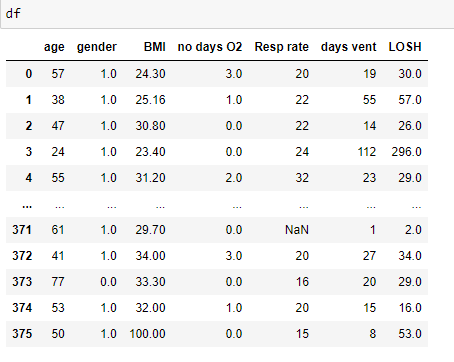 df
age gender BMI no days O2 Resp rate days vent LOSH
0 57 1.0 24.30 3.0 20 19 30.0
1 38 1.0 25.16 1.0 22 55 57.0
2 47 1.0 30.80 0.0 22 14 26.0
3 24 1.0 23.40 0.0 24 112 296.0
4 55 1.0 31.20 2.0 32 23 29.0
... ... ... ... ... ... ... ...
371 61 1.0 29.70 0.0 NaN 1 2.0
372 41 1.0 34.00 3.0 20 27 34.0
373 77 0.0 33.30 0.0 16 20 29.0
374 53 1.0 32.00 1.0 20 15 16.0
375 50 1.0 100.00 0.0 15 8 53.0